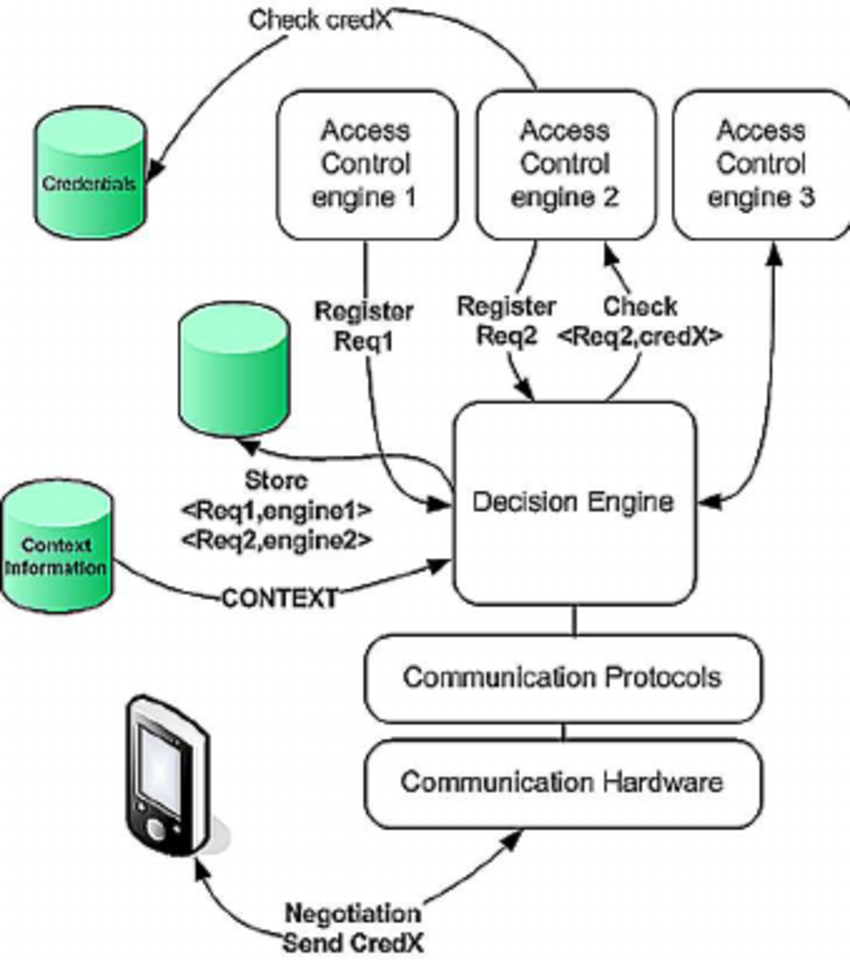 Check credX
Access
Control
engine 1
Access
Control
engine 2
Access
Control
engine 3
Credentials
Register
Req1
Register
Req2
Check
<Req2,credX>
Store
<Req1,engine1>
<Req2,engine2>
Decision Engine
Context
Information
CONTEXT
Communication Protocols
Communication Hardware
Negotiation
Send CredX